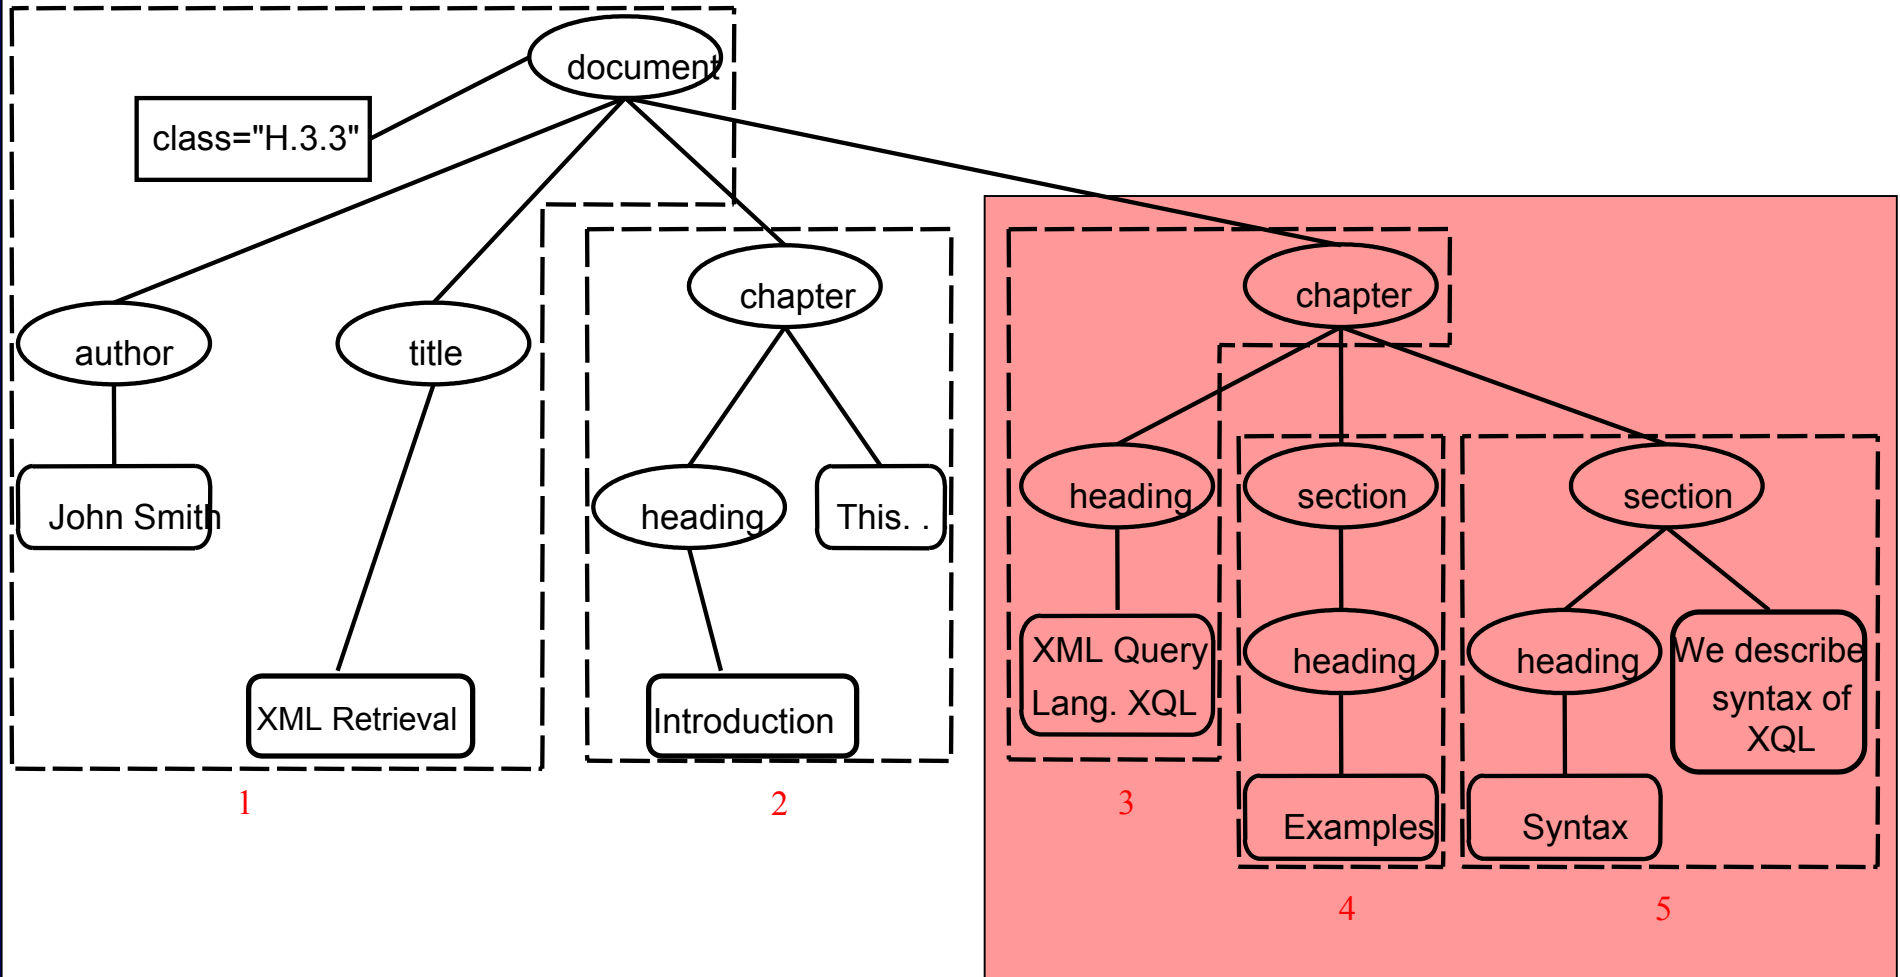 document
class="H.3.3"
chapter
chapter
author
title
heading
section
section
John Smith
heading
This. .
XML Query
Lang. XQL
heading
heading
We describe
syntax of
XQL
XML Retrieval
Introduction
Examples
Syntax
1
2
3
4
5